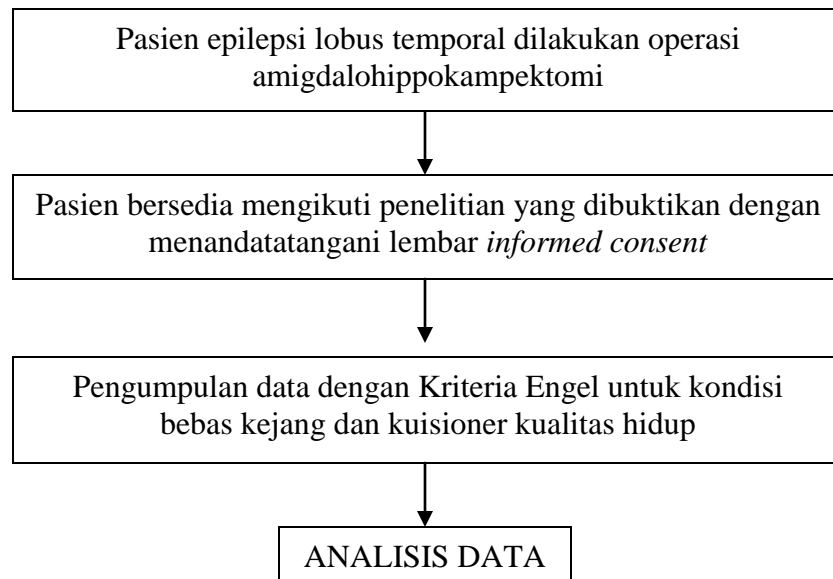 Pasien epilepsi lobus temporal dilakukan operasi
amigdalohippokampektomi
Pasien bersedia mengikuti penelitian yang dibuktikan dengan
menandatatangani lembar informed consent
Pengumpulan data dengan Kriteria Engel untuk kondisi
bebas kejang dan kuisioner kualitas hidup
ANALISIS DATA